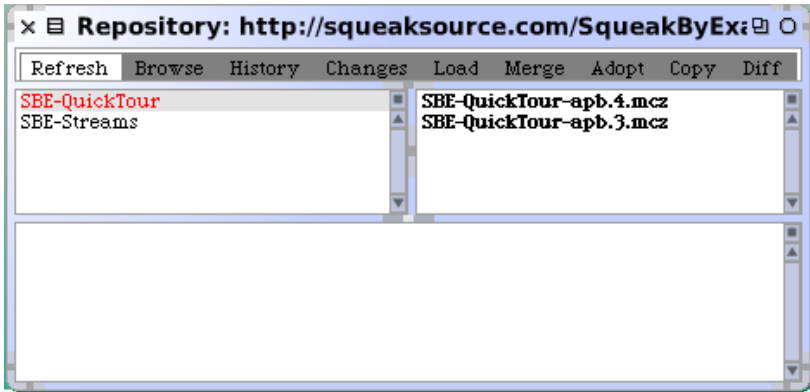 Repository: http://squeaksource.com/SqueakByEx
Refresh Browse History Changes Load Merge Adopt Copy Diff
SBE-QuickTour
SBE-Streams
SBE-QuickTour-apb.4.mcz
SBE-QuickTour-apb.3.mcz